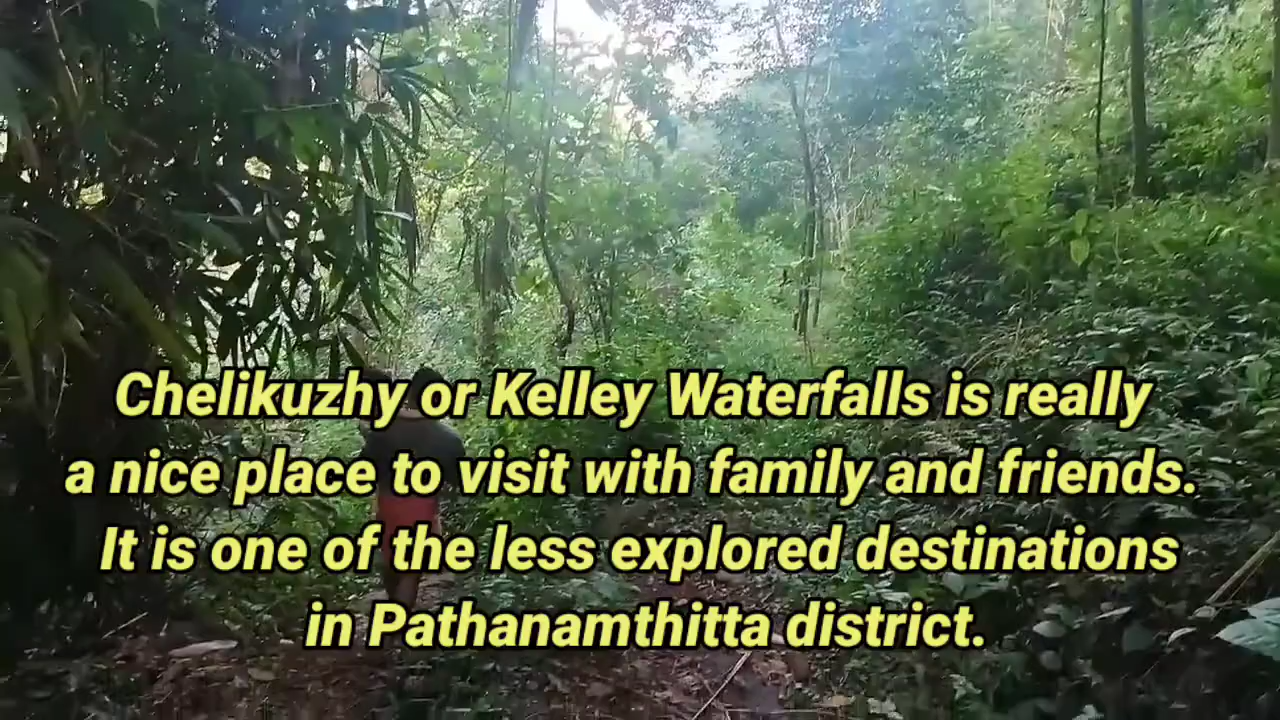 Chelikuzhy or Kelley Waterfalls is really
a nice place to visit with family and friends.
It is one of the less explored destinations
in Pathanamthitta district.